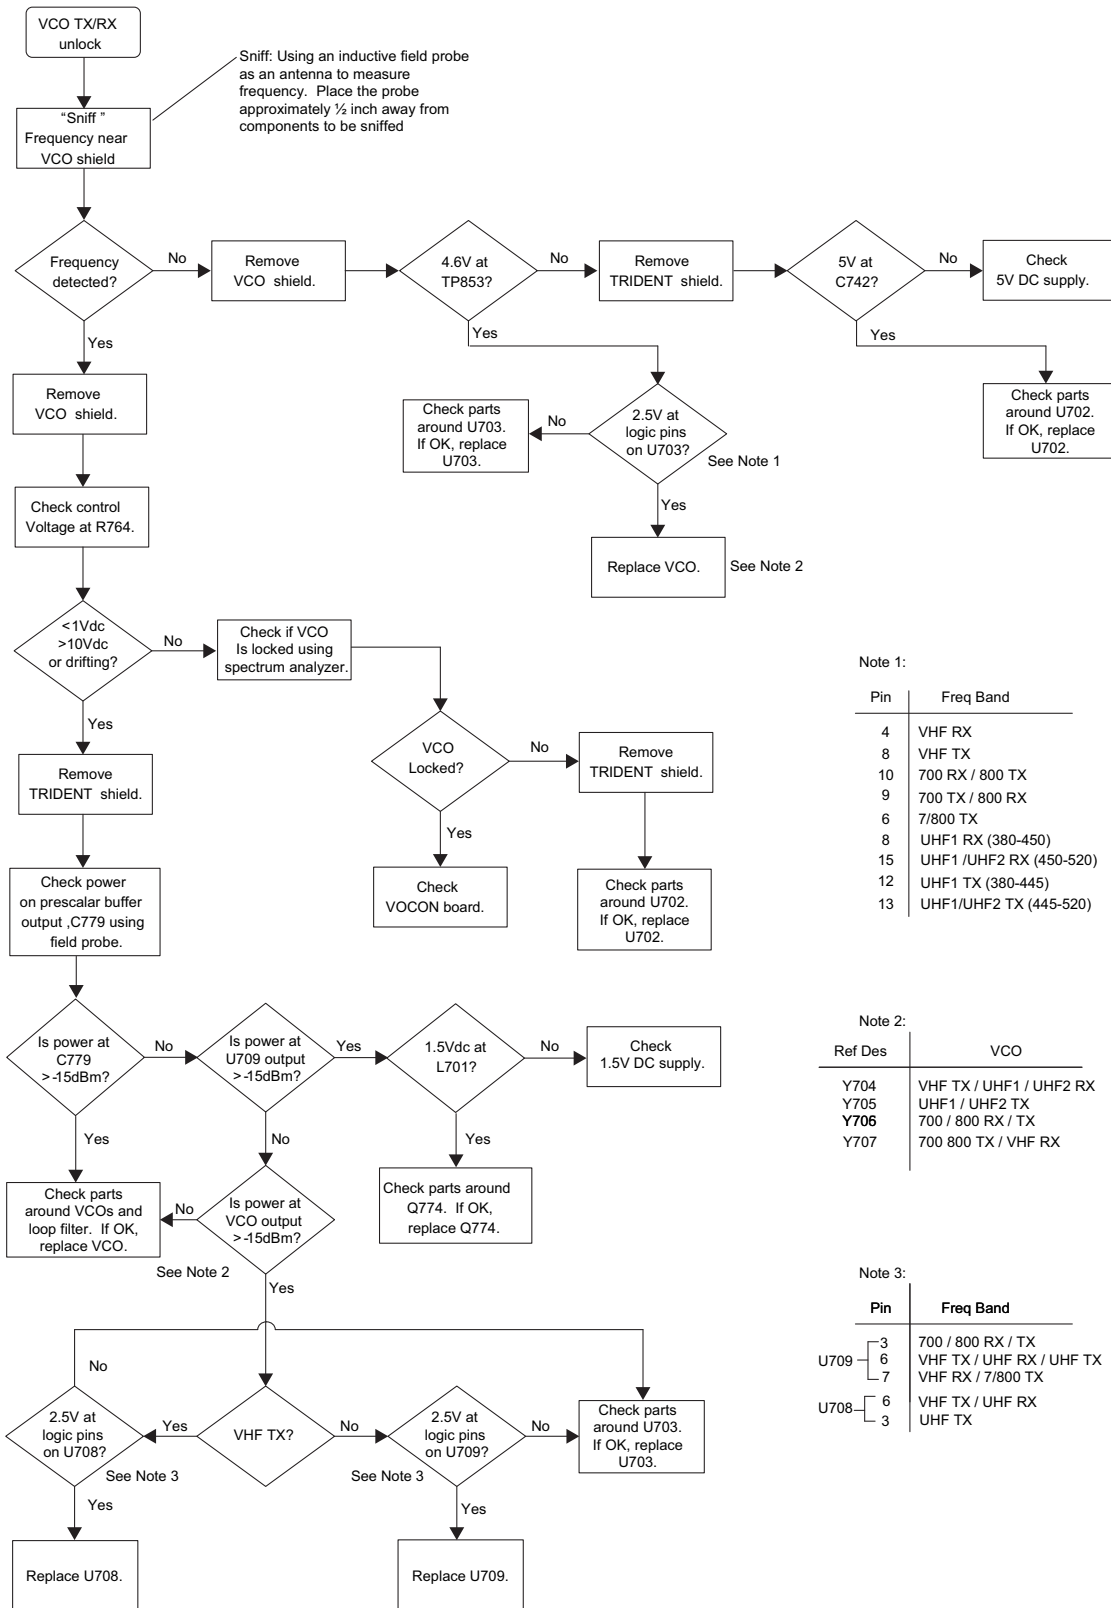 VCO TX/RX
unlock
Sniff: Using an inductive field probe
as an antenna to measure
frequency. Place the probe
approximately ½ inch away from
components to be sniffed
“Sniff ”
Frequency near
VCO shield
Frequency
detected?
No
Remove
VCO shield.
4.6V at
TP853?
No
Remove
TRIDENT shield.
5V at
C742?
No
Check
5V DC supply.
Yes
Yes
Yes
Remove
VCO shield.
Check parts
around U703.
If OK, replace
U703.
No
2.5V at
logic pins
on U703?
See Note 1
Check parts
around U702.
If OK, replace
U702.
Check control
Voltage at R764.
Yes
Replace VCO.
See Note 2
<1Vdc
>10Vdc
or drifting?
No
Check if VCO
Is locked using
spectrum analyzer.
Yes
VCO
Locked?
No
Remove
TRIDENT shield.
Remove
TRIDENT shield.
Yes
Check
VOCON board.
Check parts
around U702.
If OK, replace
U702.
Check power
on prescalar buffer
output ,C779 using
field probe.
Note 1:
Pin Freq Band
4 VHF RX
8 VHF TX
10 700 RX / 800 TX
9 700 TX / 800 RX
6 7/800 TX
8 UHF1 RX (380-450)
15 UHF1 /UHF2 RX (450-520)
12 UHF1 TX (380-445)
13 UHF1/UHF2 TX (445-520)
Is power at
C779
>-15dBm?
No
Is power at
U709 output
>-15dBm?
Yes
1.5Vdc at
L701?
No
Check
1.5V DC supply.
Yes
No
Yes
Check parts
around VCOs and
loop filter. If OK,
replace VCO.
No
Is power at
VCO output
>-15dBm?
See Note 2
Check parts around
Q774. If OK,
replace Q774.
Yes
Note 2:
Ref Des VCO
Y704 VHF TX / UHF1 / UHF2 RX
Y705 UHF1 / UHF2 TX
Y706 700 / 800 RX / TX
Y707 700 800 TX / VHF RX
No
2.5V at
logic pins
on U708?
See Note 3
Yes
VHF TX?
No
2.5V at
logic pins
on U709?
See Note 3
No
Check parts
around U703.
If OK, replace
U703.
Yes
Yes
Replace U708.
Replace U709.
Note 3:
Pin Freq Band
3 700 / 800 RX / TX
U709 6 VHF TX / UHF RX / UHF TX
7 VHF RX / 7/800 TX
U708 6 VHF TX / UHF RX
3 UHF TX